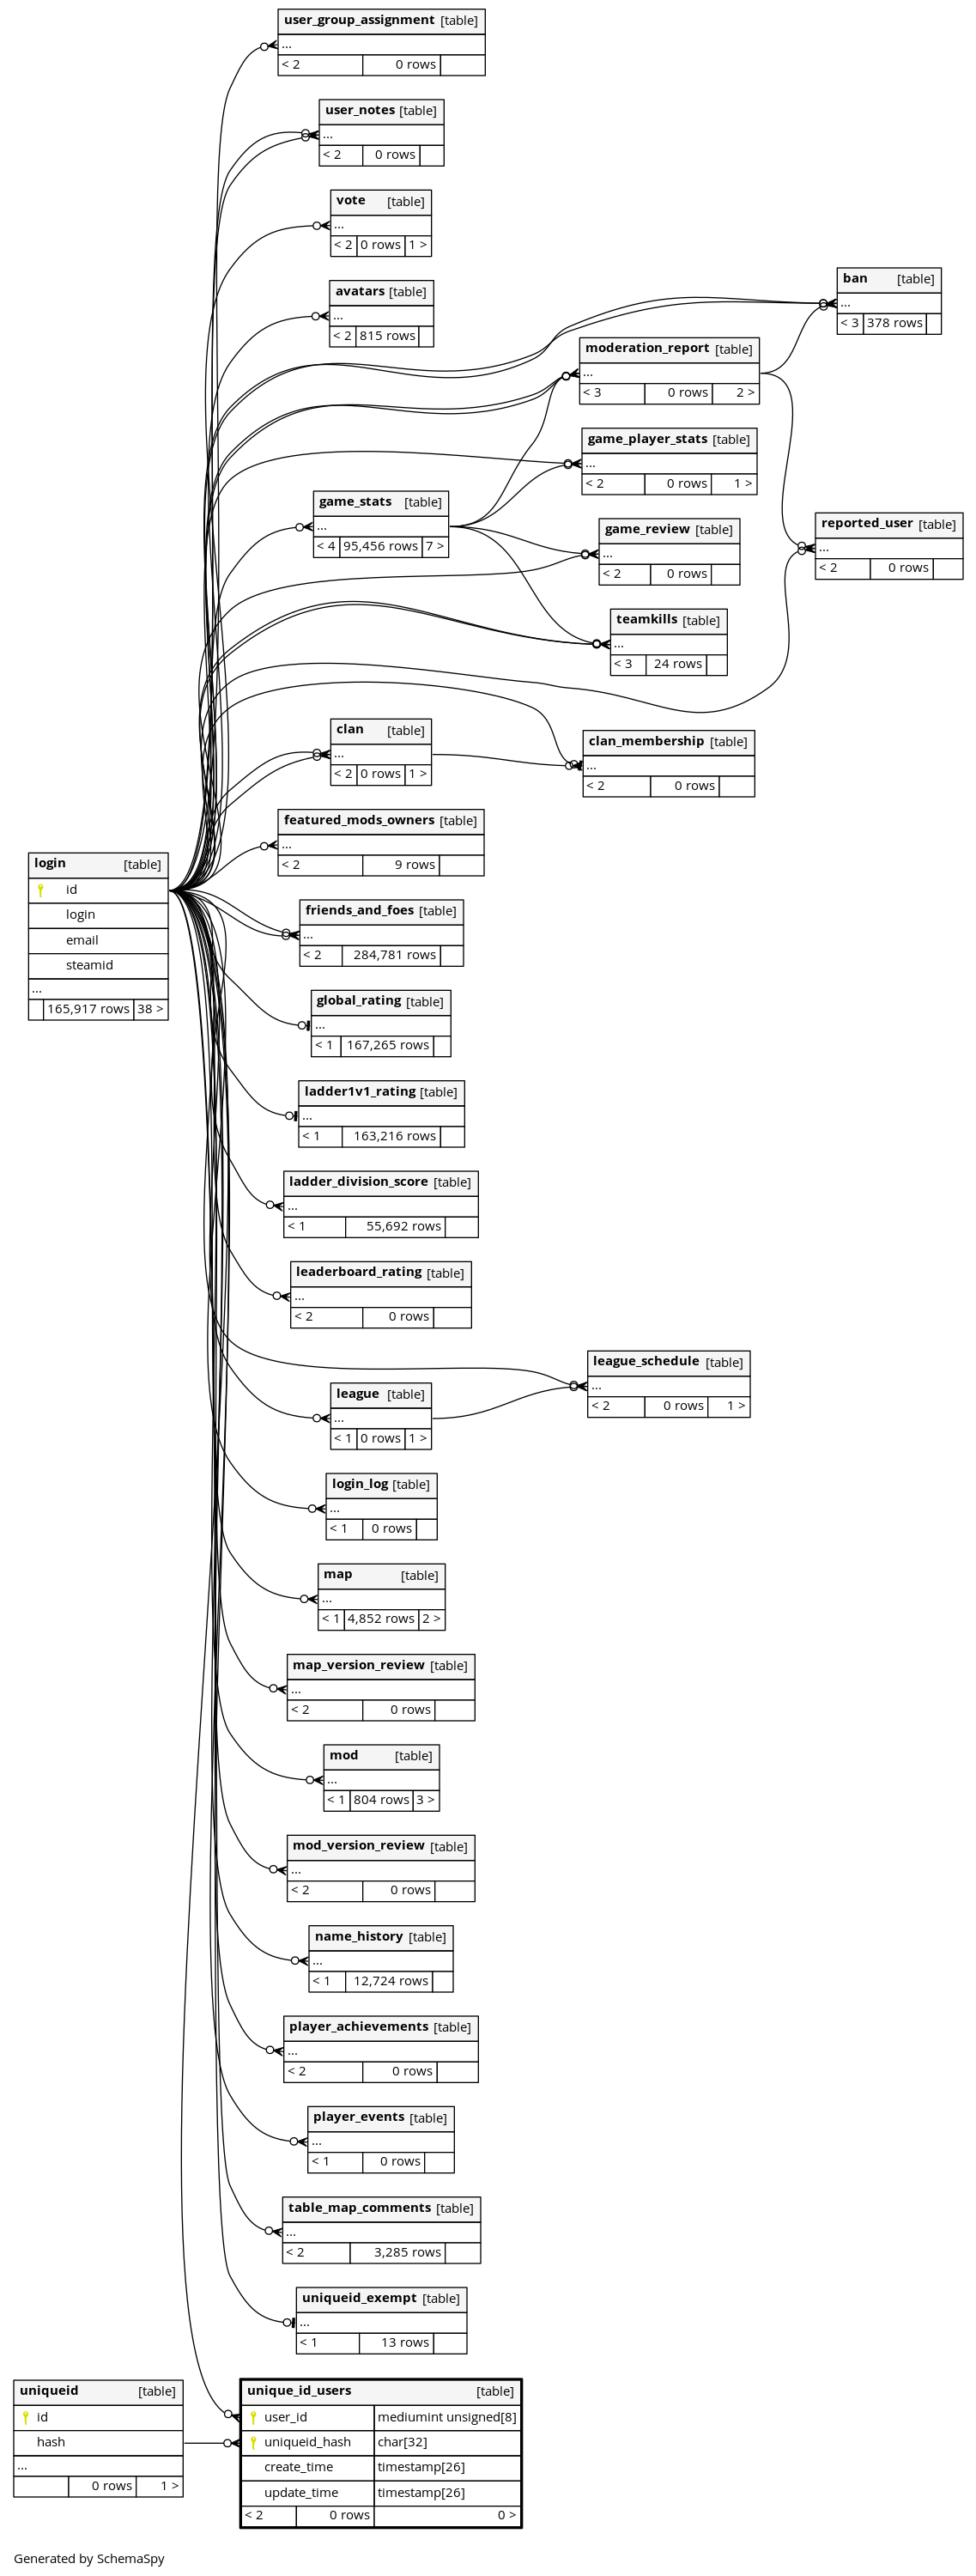 user_group_assignment [table]
...
< 2 0 rows
user_notes [table]
...
< 2 0 rows
vote [table]
...
< 2 0 rows 1 >
avatars [table]
...
< 2 815 rows
ban [table]
...
< 3 378 rows
moderation_report [table]
...
< 3 0 rows 2 >
game_player_stats [table]
...
< 2 0 rows 1 >
game_stats [table]
...
< 4 95,456 rows 7 >
game_review [table]
...
< 2 0 rows
reported_user [table]
...
< 2 0 rows
teamkills [table]
...
< 3 24 rows
clan [table]
...
< 2 0 rows 1 >
clan_membership [table]
...
< 2 0 rows
featured_mods_owners [table]
...
< 2 9 rows
login [table]
id
login
email
steamid
...
165,917 rows 38 >
friends_and_foes [table]
...
< 2 284,781 rows
global_rating [table]
...
< 1 167,265 rows
ladder1v1_rating [table]
...
< 1 163,216 rows
ladder_division_score [table]
...
< 1 55,692 rows
leaderboard_rating [table]
...
< 2 0 rows
league_schedule [table]
...
< 2 0 rows 1 >
league [table]
...
< 1 0 rows 1 >
login_log [table]
...
< 1 0 rows
map [table]
...
< 1 4,852 rows 2 >
map_version_review [table]
...
< 2 0 rows
mod [table]
...
< 1 804 rows 3 >
mod_version_review [table]
...
< 2 0 rows
name_history [table]
...
< 1 12,724 rows
player_achievements [table]
...
< 2 0 rows
player_events [table]
...
< 1 0 rows
table_map_comments [table]
...
< 2 3,285 rows
uniqueid_exempt [table]
...
< 1 13 rows
uniqueid [table]
id
hash
...
0 rows 1 >
unique_id_users [table]
user_id mediumint unsigned[8]
uniqueid_hash char[32]
create_time timestamp[26]
update_time timestamp[26]
< 2 0 rows 0 >
Generated by SchemaSpy